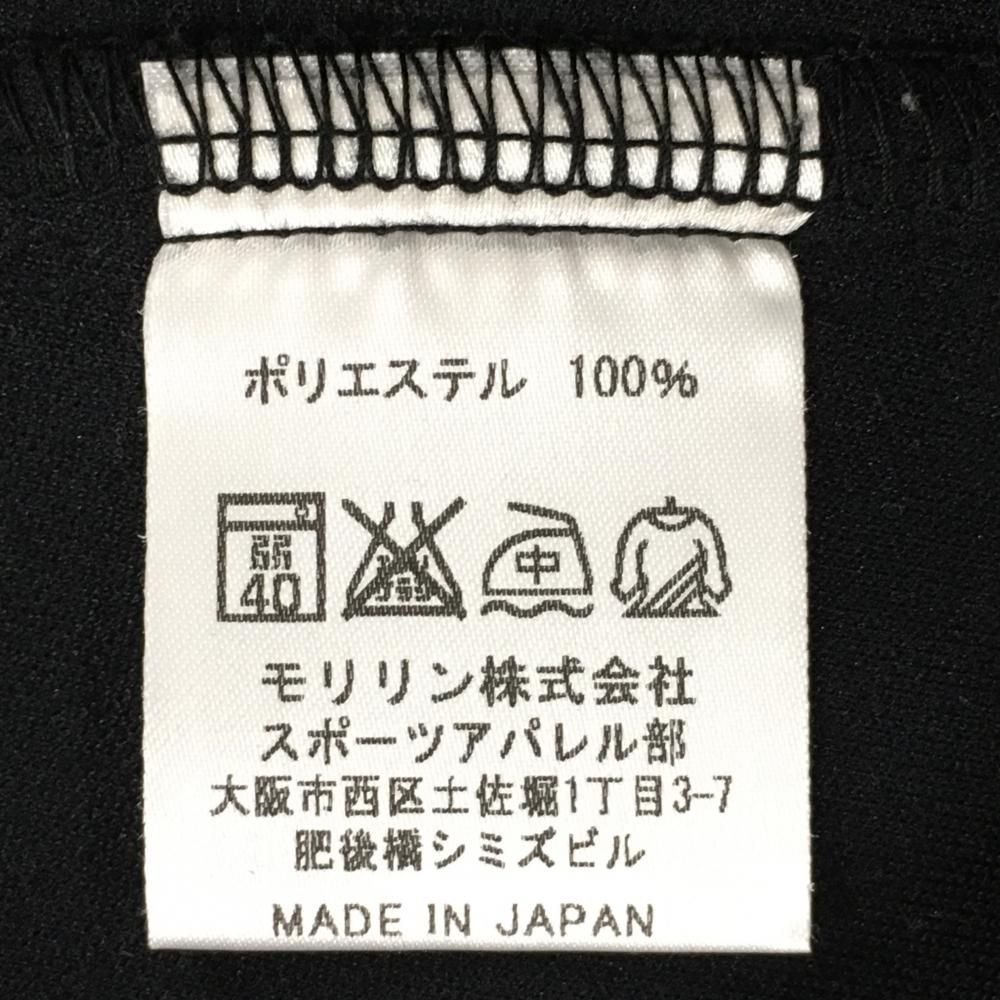 ポリエステル 100%
弱
40
中
モリリン株式会社
スポーツアパレル部
大阪市西区土佐堀1丁目3-7
肥後橋シミズビル
MADE IN JAPAN